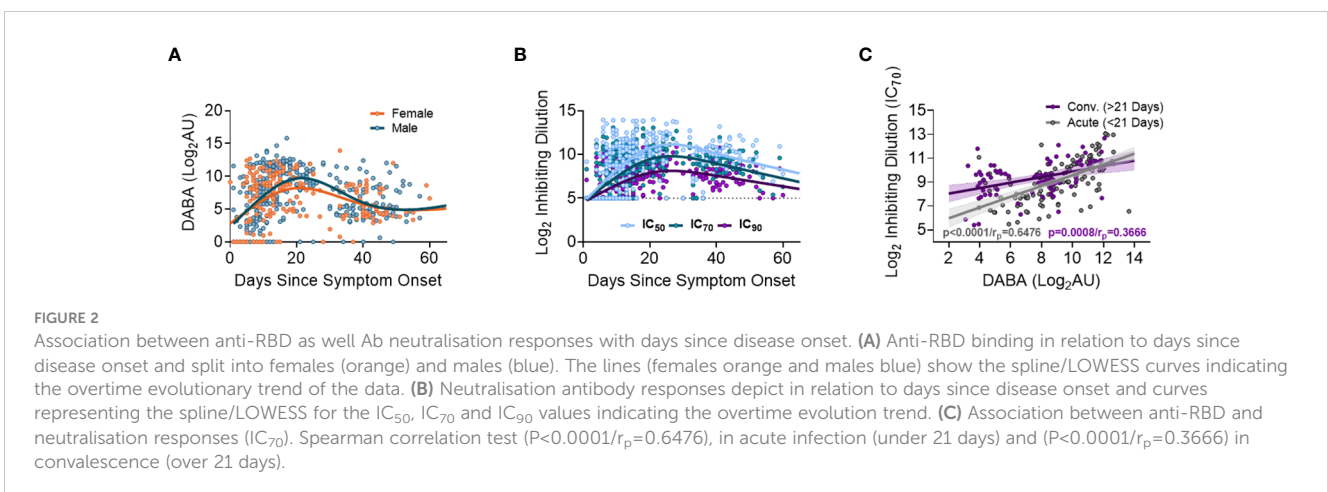 A
B
C
DABA (Log2AU)
20
15
10
5
0
0 20 40 60
Days Since Symptom Onset
Female
Male
Log2 Inhibiting Dilution
15
10
5
0
0 20 40 60
Days Since Symptom Onset
IC50 IC70 IC90
Log2 Inhibiting Dilution (IC70)
15
13
11
9
7
5
Conv. (>21 Days)
Acute (<21 Days)
p<0.0001/rp=0.6476 p=0.0008/rp=0.3666
2 4 6 8 10 12 14
DABA (Log2AU)
FIGURE 2
Association between anti-RBD as well Ab neutralisation responses with days since disease onset. (A) Anti-RBD binding in relation to days since
disease onset and split into females (orange) and males (blue). The lines (females orange and males blue) show the spline/LOWESS curves indicating
the overtime evolutionary trend of the data. (B) Neutralisation antibody responses depict in relation to days since disease onset and curves
representing the spline/LOWESS for the IC50, IC70 and IC90 values indicating the overtime evolution trend. (C) Association between anti-RBD and
neutralisation responses (IC70). Spearman correlation test (P<0.0001/rp=0.6476), in acute infection (under 21 days) and (P<0.0001/rp=0.3666) in
convalescence (over 21 days).